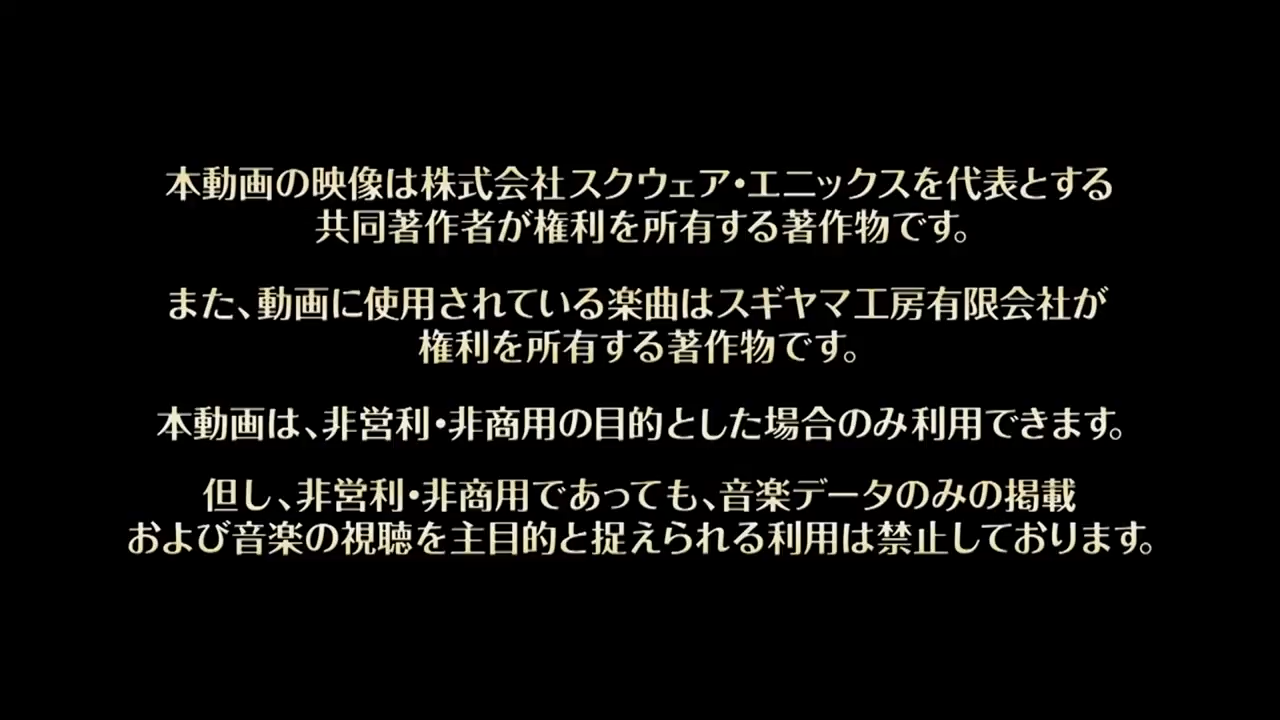 本動画の映像は株式会社スクウェア・エニックスを代表とする
共同著作者が権利を所有する著作物です。
また、動画に使用されている楽曲はスギヤマ工房有限会社が
権利を所有する著作物です。
本動画は、非営利・非商用の目的とした場合のみ利用できます。
但し、非営利・非商用であっても、音楽データのみの掲載
および音楽の視聴を主目的と捉えられる利用は禁止しております。